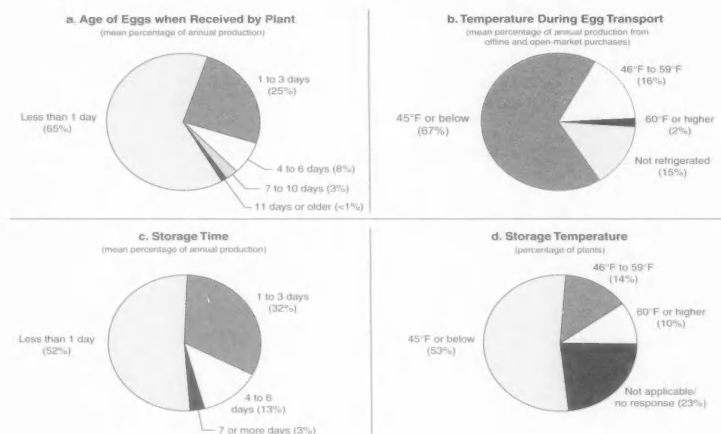 a. Age of Eggs when Received by Plant
(mean percentage of annual production)
1 to 3 days
(25%)
Less than 1 day
(65%)
4 to 6 days (8%)
7 to 10 days (3%)
11 days or older (<1%)
b. Temperature During Egg Transport
(mean percentage of annual production from
offline and open-market purchases)
46°F to 59°F
(16%)
45°F or below
(67%)
60°F or higher
(2%)
Not refrigerated
(15%)
c. Storage Time
(mean percentage of annual production)
1 to 3 days
(32%)
Less than 1 day
(52%)
4 to 6
days (13%)
7 or more days (3%)
d. Storage Temperature
(percentage of plants)
46°F to 59°F
(14%)
60°F or higher
(10%)
45°F or below
(53%)
Not applicable/
no response (23%)